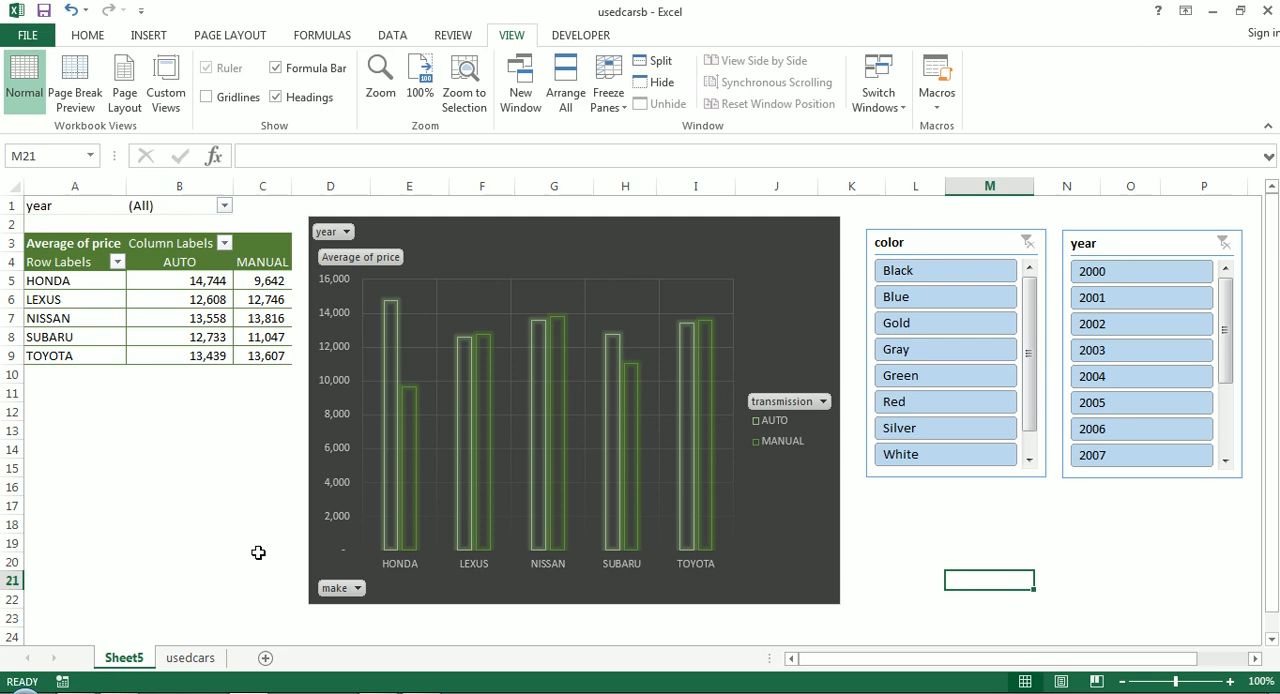 usedcarsb - Excel
?
FILE HOME INSERT PAGE LAYOUT FORMULAS DATA REVIEW VIEW DEVELOPER Sign in
Normal Page Break Preview Page Layout Custom Views
Workbook Views
Ruler Formula Bar
Gridlines Headings
Show
Zoom 100% Zoom to Selection
Zoom
New Window Arrange All Freeze Panes
Split
Hide
Unhide
View Side by Side
Synchronous Scrolling
Reset Window Position
Window
Switch Windows
Macros
Macros
M21 fx
A B C D E F G H I J K L M N O P
1 year (All)
2
3 Average of price Column Labels
4 Row Labels AUTO MANUAL
5 HONDA 14,744 9,642
6 LEXUS 12,608 12,746
7 NISSAN 13,558 13,816
8 SUBARU 12,733 11,047
9 TOYOTA 13,439 13,607
10
11
12
13
14
15
16
17
18
19
20
21
22
23
24
year
Average of price
16,000
14,000
12,000
10,000
8,000
6,000
4,000
2,000
-
HONDA LEXUS NISSAN SUBARU TOYOTA
make
transmission
AUTO
MANUAL
color
Black
Blue
Gold
Gray
Green
Red
Silver
White
year
2000
2001
2002
2003
2004
2005
2006
2007
Sheet5 usedcars
READY 100%